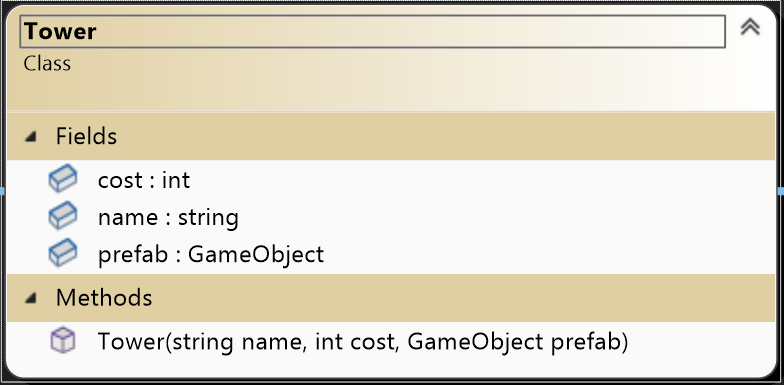 Tower
Class
Fields
cost : int
name : string
prefab : GameObject
Methods
Tower(string name, int cost, GameObject prefab)